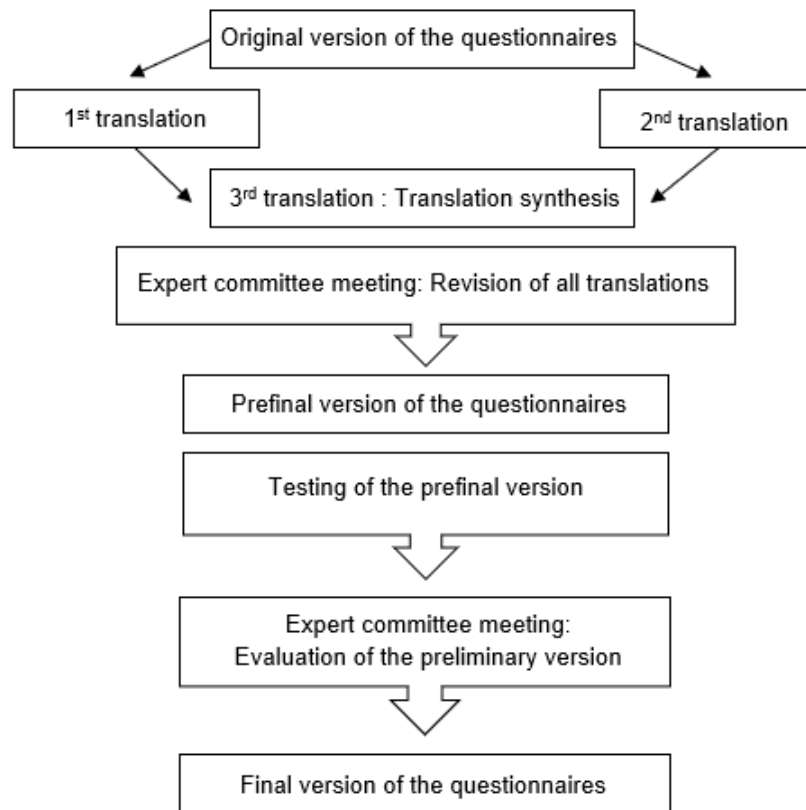 Original version of the questionnaires
1st translation
2nd translation
3rd translation : Translation synthesis
Expert committee meeting: Revision of all translations
Prefinal version of the questionnaires
Testing of the prefinal version
Expert committee meeting:
Evaluation of the preliminary version
Final version of the questionnaires